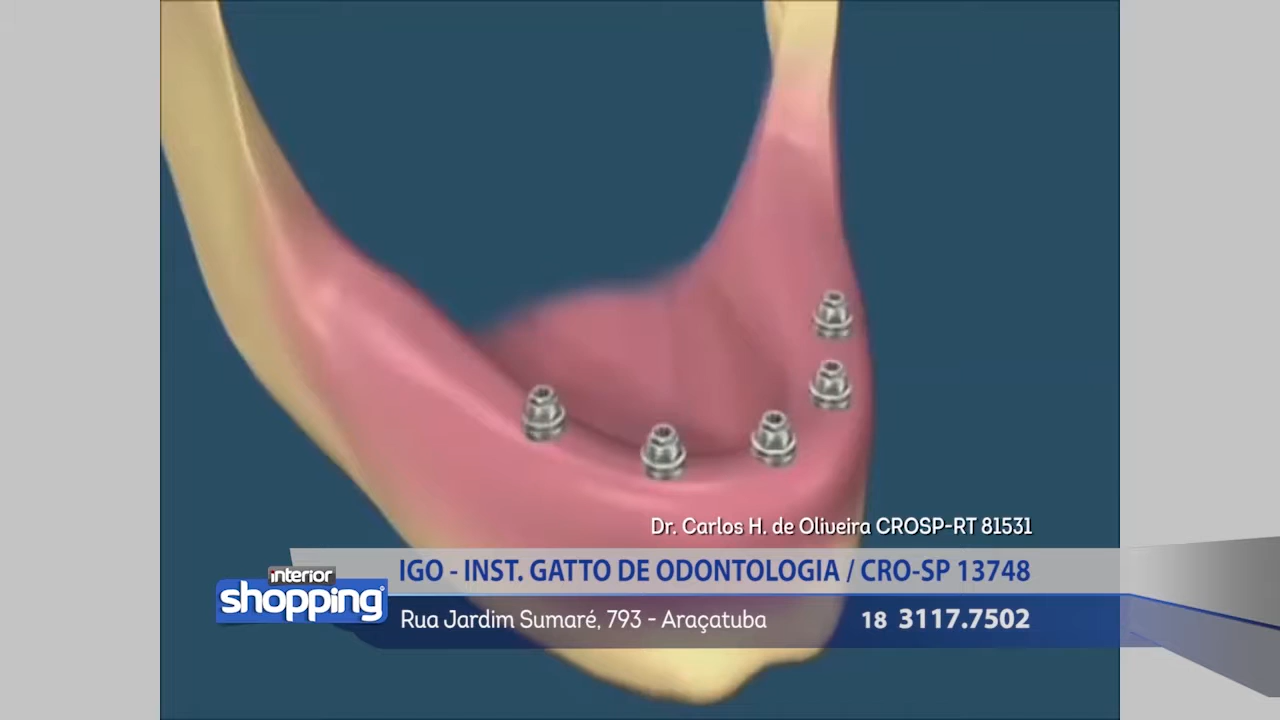 Dr. Carlos H. de Oliveira CROSP-RT 81531
IGO - INST. GATTO DE ODONTOLOGIA / CRO-SP 13748
interior
shopping
Rua Jardim Sumaré, 793 - Araçatuba
18 3117.7502